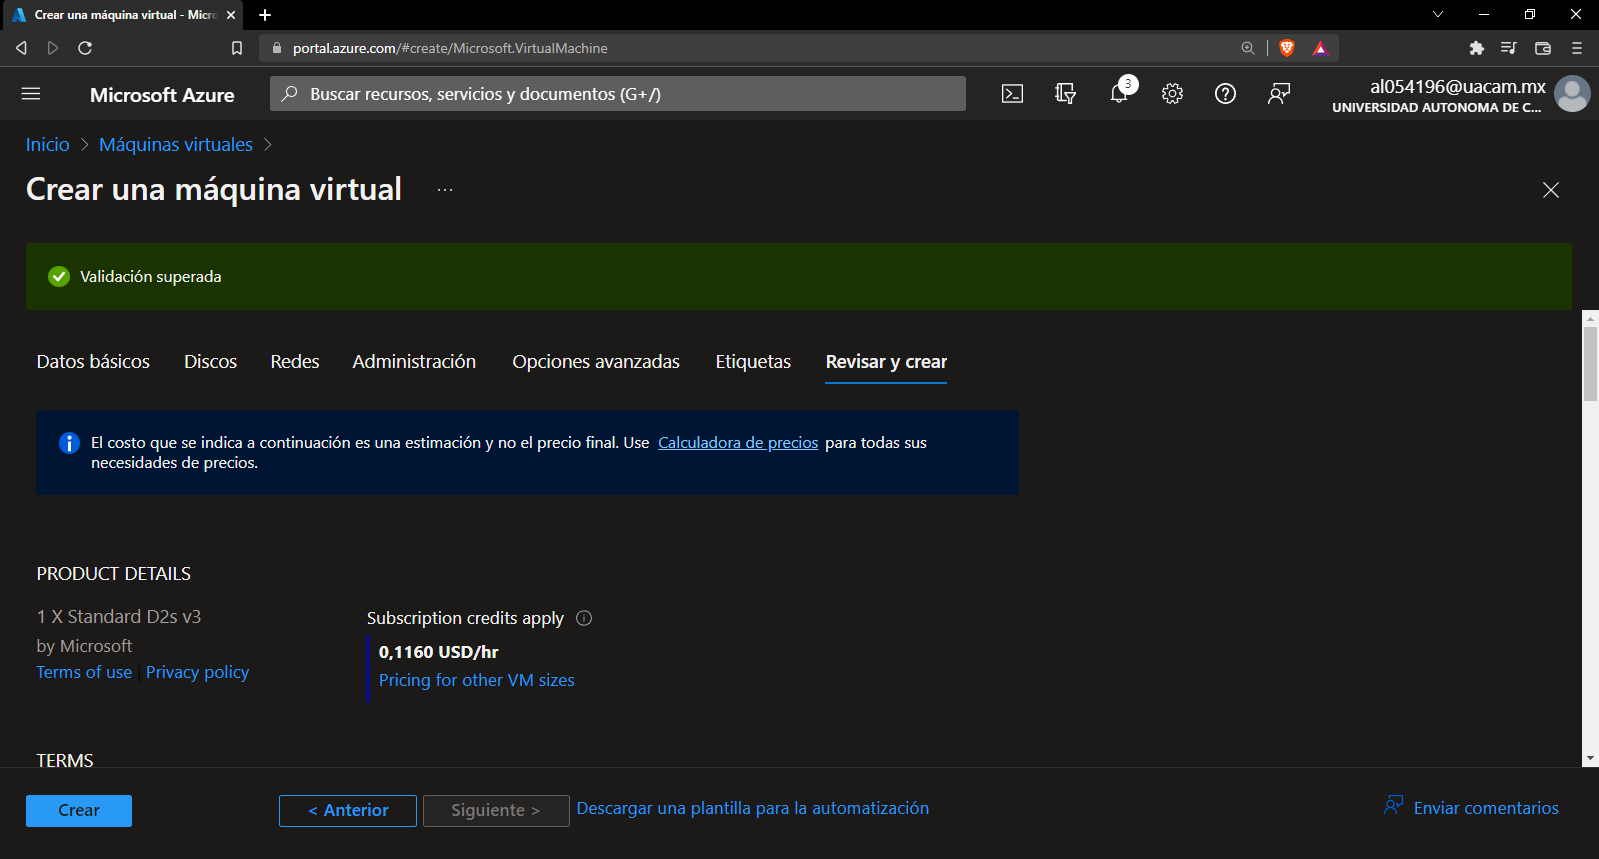 Crear una máquina virtual - Micro
portal.azure.com/#create/Microsoft.VirtualMachine
Microsoft Azure
Buscar recursos, servicios y documentos (G+/)
3
al054196@uacam.mx
UNIVERSIDAD AUTONOMA DE C...
Inicio > Máquinas virtuales >
Crear una máquina virtual ...
Validación superada
Datos básicos Discos Redes Administración Opciones avanzadas Etiquetas Revisar y crear
El costo que se indica a continuación es una estimación y no el precio final. Use Calculadora de precios para todas sus
necesidades de precios.
PRODUCT DETAILS
1 X Standard D2s v3
by Microsoft
Terms of use | Privacy policy
Subscription credits apply
0,1160 USD/hr
Pricing for other VM sizes
TERMS
Crear
< Anterior
Siguiente >
Descargar una plantilla para la automatización
Enviar comentarios